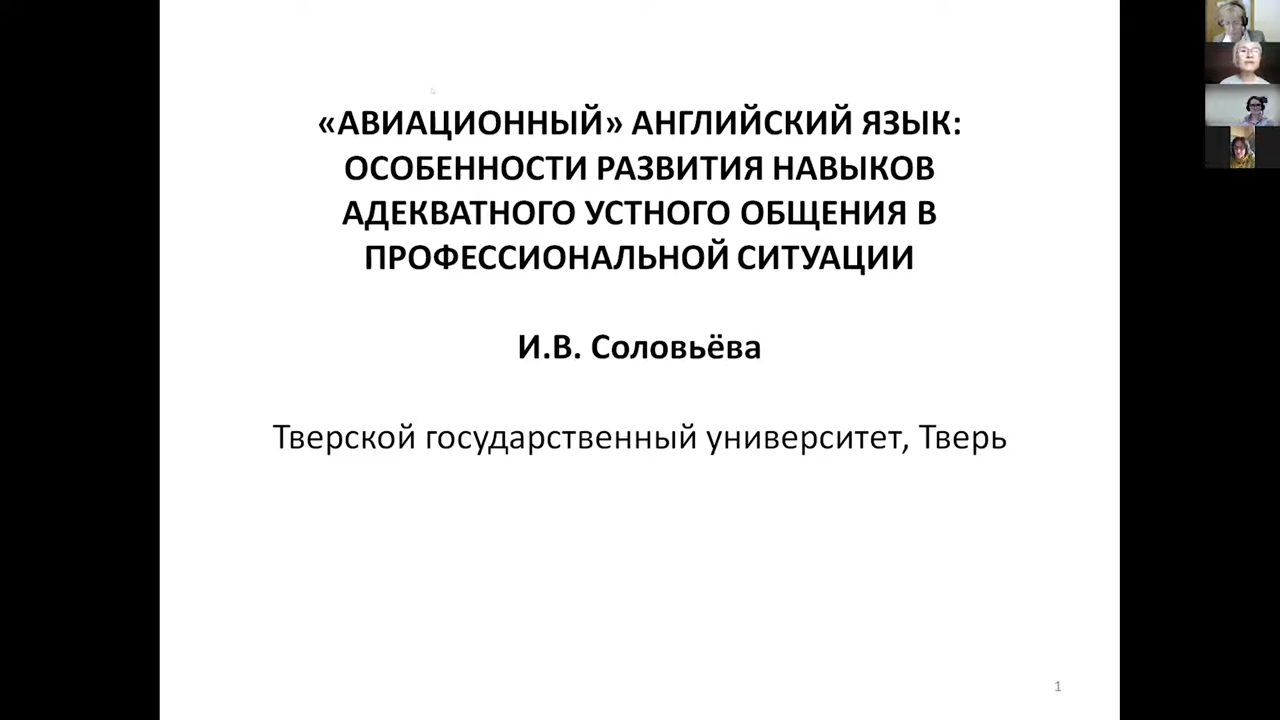 «АВИАЦИОННЫЙ» АНГЛИЙСКИЙ ЯЗЫК:
ОСОБЕННОСТИ РАЗВИТИЯ НАВЫКОВ
АДЕКВАТНОГО УСТНОГО ОБЩЕНИЯ В
ПРОФЕССИОНАЛЬНОЙ СИТУАЦИИ
И.В. Соловьёва
Тверской государственный университет, Тверь
1